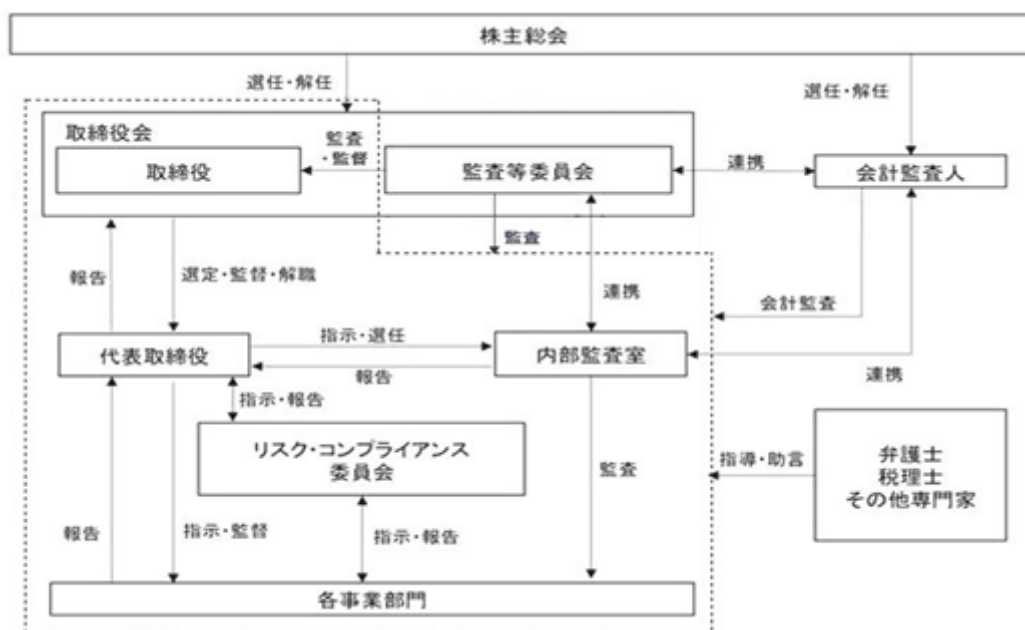 株主総会
選任・解任
選任・解任
取締役会
監査
・監督
取締役
監査等委員会
連携
会計監査人
監査
報告
選定・監督・解職
連携
会計監査
代表取締役
指示・選任
内部監査室
報告
連携
指示・報告
リスク・コンプライアンス
委員会
監査
指導・助言
弁護士
税理士
その他専門家
報告
指示・監督
指示・報告
各事業部門